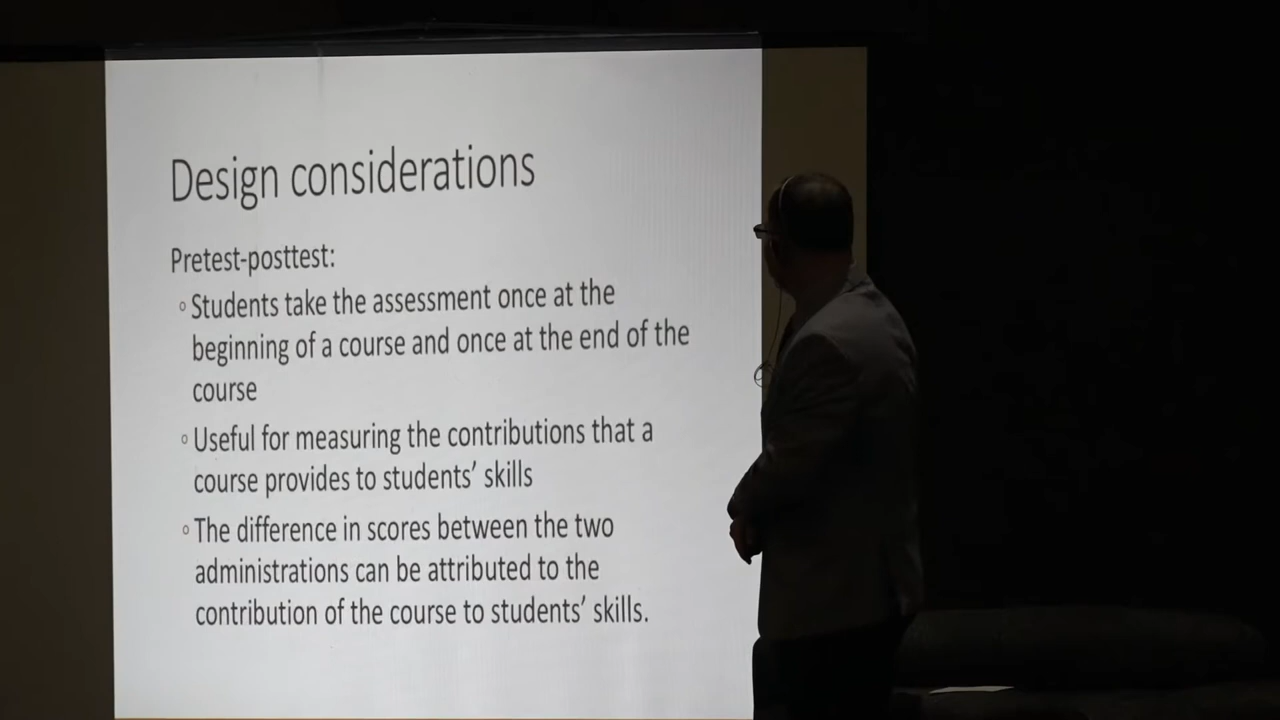 Design considerations
Pretest-posttest:
◦ Students take the assessment once at the
beginning of a course and once at the end of the
course
◦ Useful for measuring the contributions that a
course provides to students’ skills
◦ The difference in scores between the two
administrations can be attributed to the
contribution of the course to students’ skills.